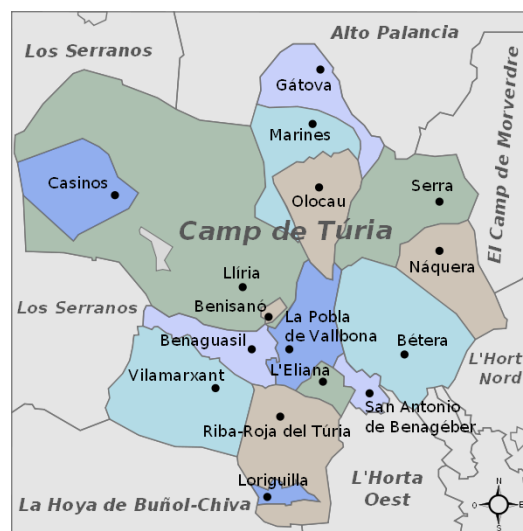 Los Serranos
Alto Palancia
El Camp de Morverdre
Gátova
Marines
Casinos
Olocau
Serra
Camp de Túria
Náquera
Llíria
Los Serranos
Benisanó
La Pobla
de Vallbona
Benaguasil
Bétera
L'Horta
Nord
L'Eliana
Vilamarxant
San Antonio
de Benagéber
Riba-Roja del Túria
Loriguilla
L'Horta
Oest
La Hoya de Buñol-Chiva
N
O
E
S